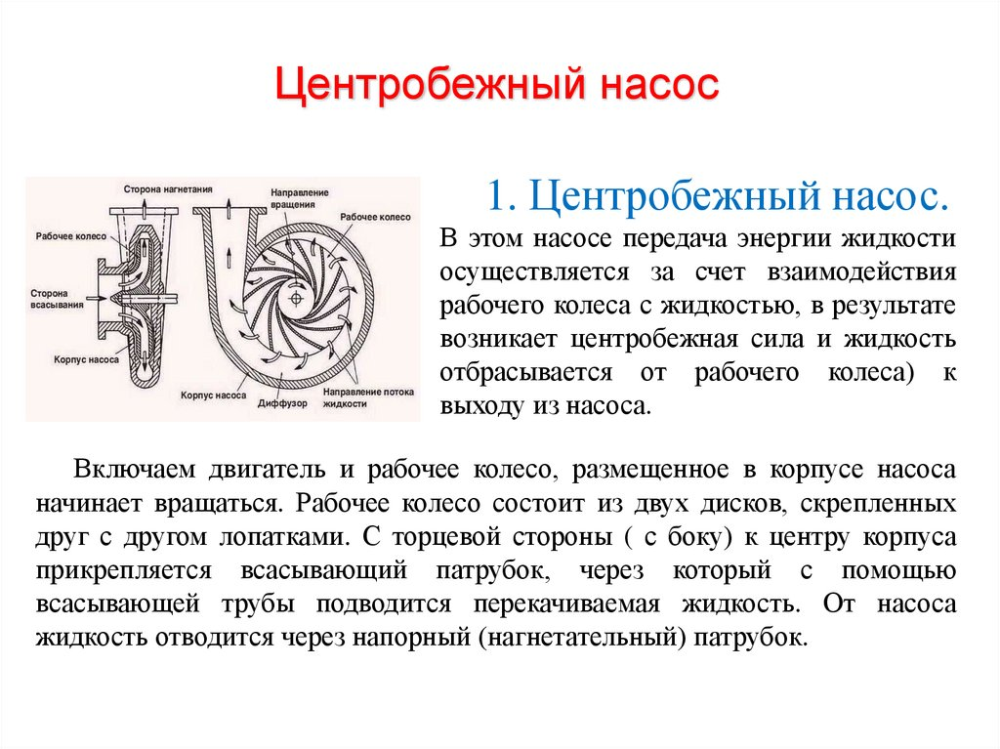 Центробежный насос
Сторона нагнетания
Направление
вращения
Рабочее колесо
Рабочее колесо
Сторона
всасывания
Корпус насоса
Корпус насоса
Диффузор
Направление потока
жидкости
1. Центробежный насос.
В этом насосе передача энергии жидкости
осуществляется за счет взаимодействия
рабочего колеса с жидкостью, в результате
возникает центробежная сила и жидкость
отбрасывается от рабочего колеса) к
выходу из насоса.
Включаем двигатель и рабочее колесо, размещенное в корпусе насоса
начинает вращаться. Рабочее колесо состоит из двух дисков, скрепленных
друг с другом лопатками. С торцевой стороны ( с боку) к центру корпуса
прикрепляется всасывающий патрубок, через который с помощью
всасывающей трубы подводится перекачиваемая жидкость. От насоса
жидкость отводится через напорный (нагнетательный) патрубок.